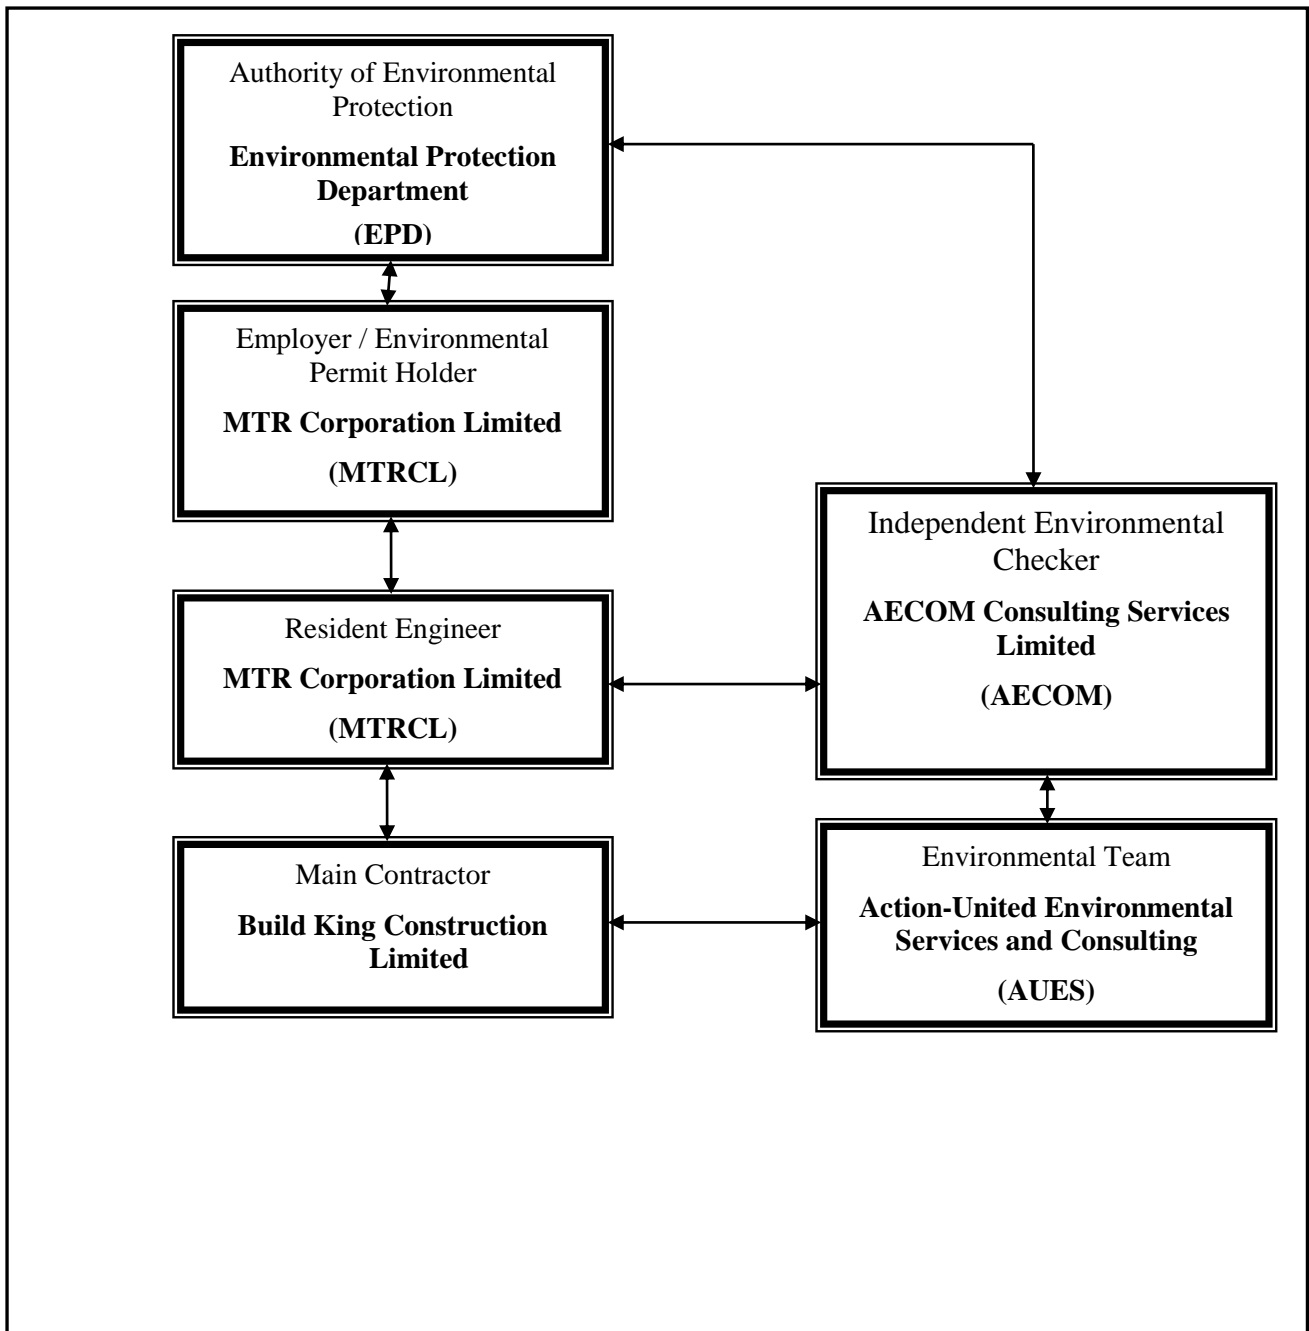 Authority of Environmental
Protection
Environmental Protection
Department
(EPD)
Employer / Environmental
Permit Holder
MTR Corporation Limited
(MTRCL)
Independent Environmental
Checker
AECOM Consulting Services
Limited
(AECOM)
Resident Engineer
MTR Corporation Limited
(MTRCL)
Main Contractor
Build King Construction
Limited
Environmental Team
Action-United Environmental
Services and Consulting
(AUES)